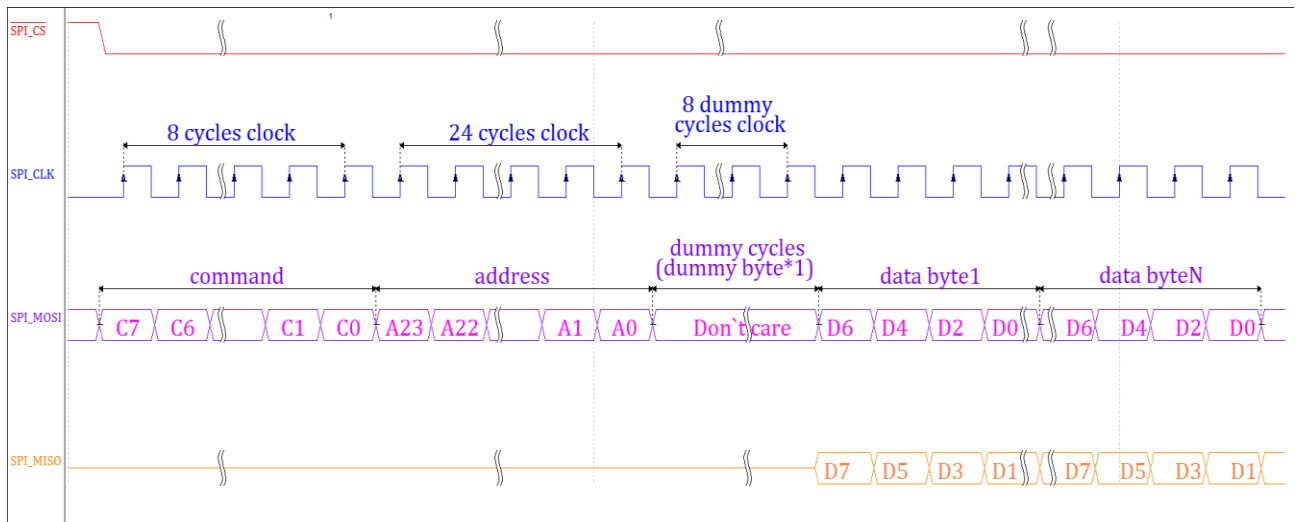 1
SPI_CS
8 cycles clock
24 cycles clock
8 dummy
cycles clock
SPI_CLK
command
address
dummy cycles
(dummy byte*1)
data byte1
data byteN
SPI_MOSI
C7 C6 C1 C0 A23 A22 A1 A0 Don`t care D6 D4 D2 D0 D6 D4 D2 D0
SPI_MISO
D7 D5 D3 D1 D7 D5 D3 D1